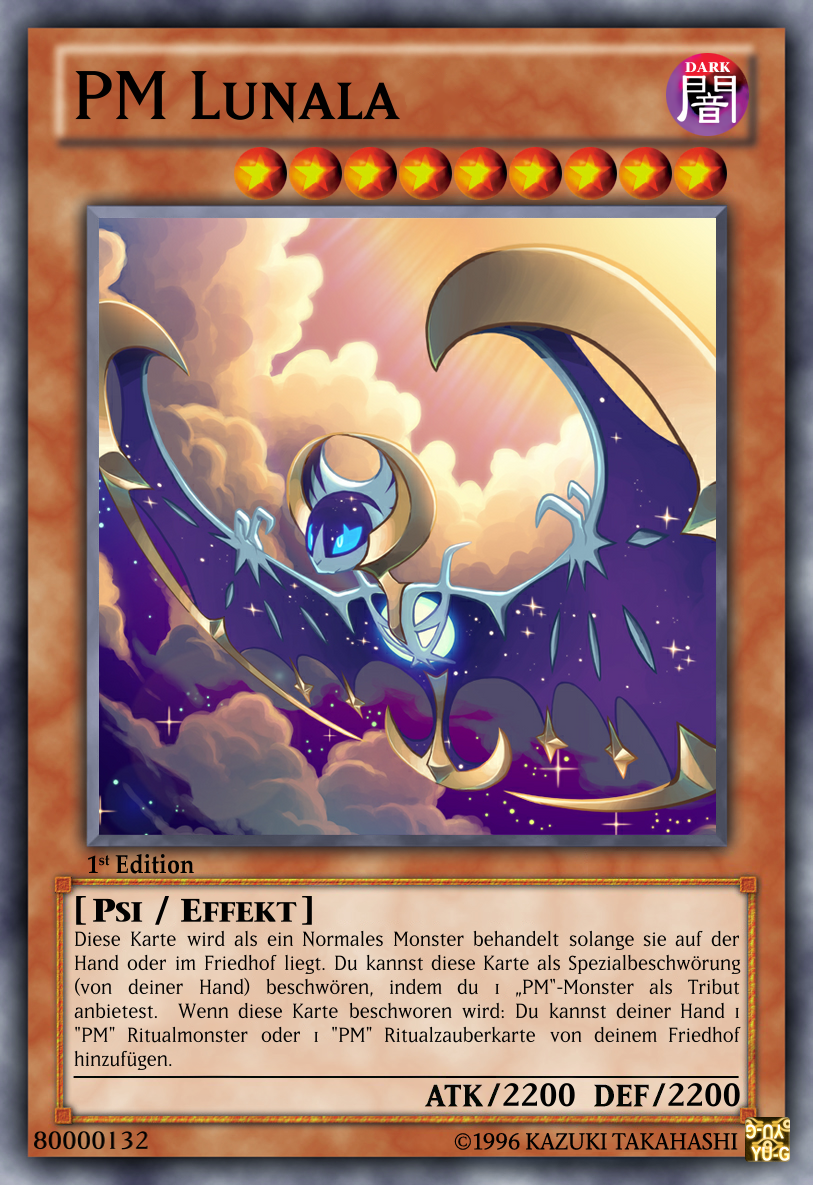 PM Lunala
DARK
闇
1st Edition
[ Psi / Effekt ]
Diese Karte wird als ein Normales Monster behandelt solange sie auf der
Hand oder im Friedhof liegt. Du kannst diese Karte als Spezialbeschwörung
(von deiner Hand) beschwören, indem du 1 „PM"-Monster als Tribut
anbietest. Wenn diese Karte beschworen wird: Du kannst deiner Hand 1
"PM" Ritualmonster oder 1 "PM" Ritualzauberkarte von deinem Friedhof
hinzufügen.
ATK/2200 DEF/2200
80000132
©1996 KAZUKI TAKAHASHI